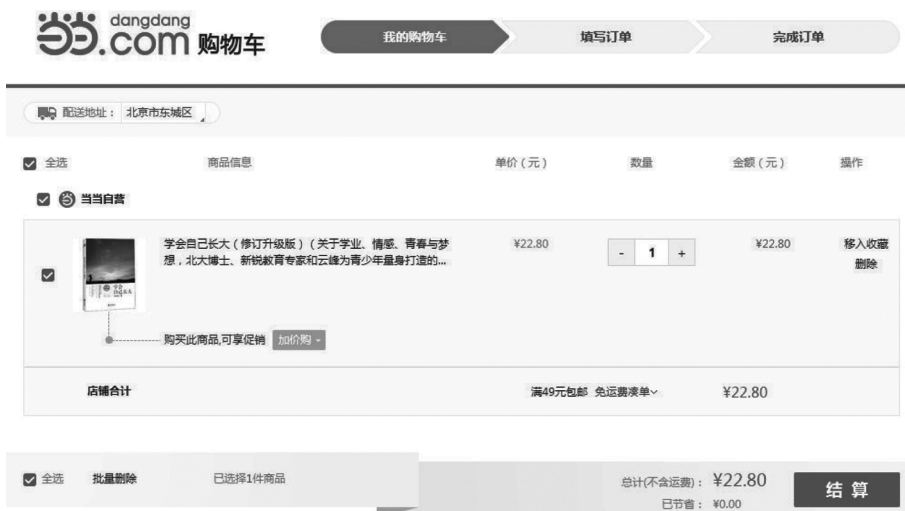 当当 dangdang
.com 购物车
我的购物车 填写订单 完成订单
配送地址： 北京市东城区
全选 商品信息 单价（元） 数量 金额（元） 操作
当当自营
学会自己长大（修订升级版）（关于学业、情感、青春与梦 ¥22.80 - 1 + ¥22.80 移入收藏
想，北大博士、新锐教育专家和云峰为青少年量身打造的... 删除
购买此商品,可享促销 加价购
店铺合计 满49元包邮 免运费凑单 ¥22.80
全选 批量删除 已选择1件商品 总计(不含运费)： ¥22.80 结算
已节省： ¥0.00